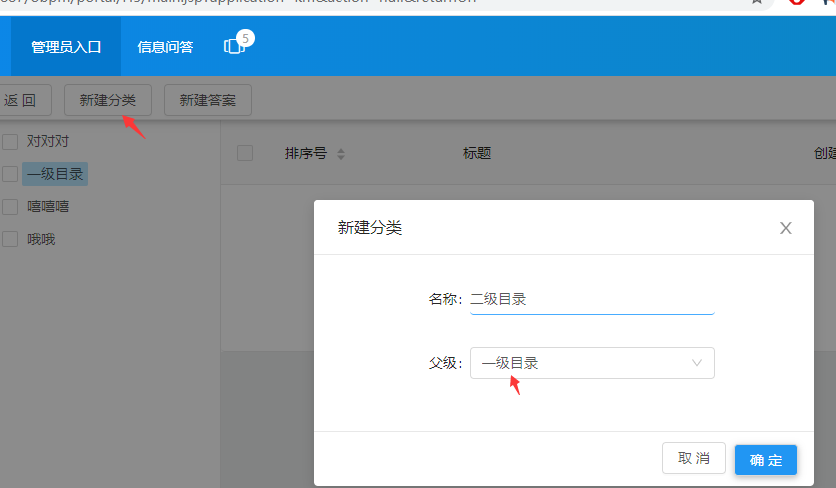 管理员入口 信息问答 5
返 回 新建分类 新建答案
对对对
一级目录
嘻嘻嘻
哦哦
排序号 标题 创建
新建分类 X
名称: 二级目录
父级: 一级目录
取 消 确 定